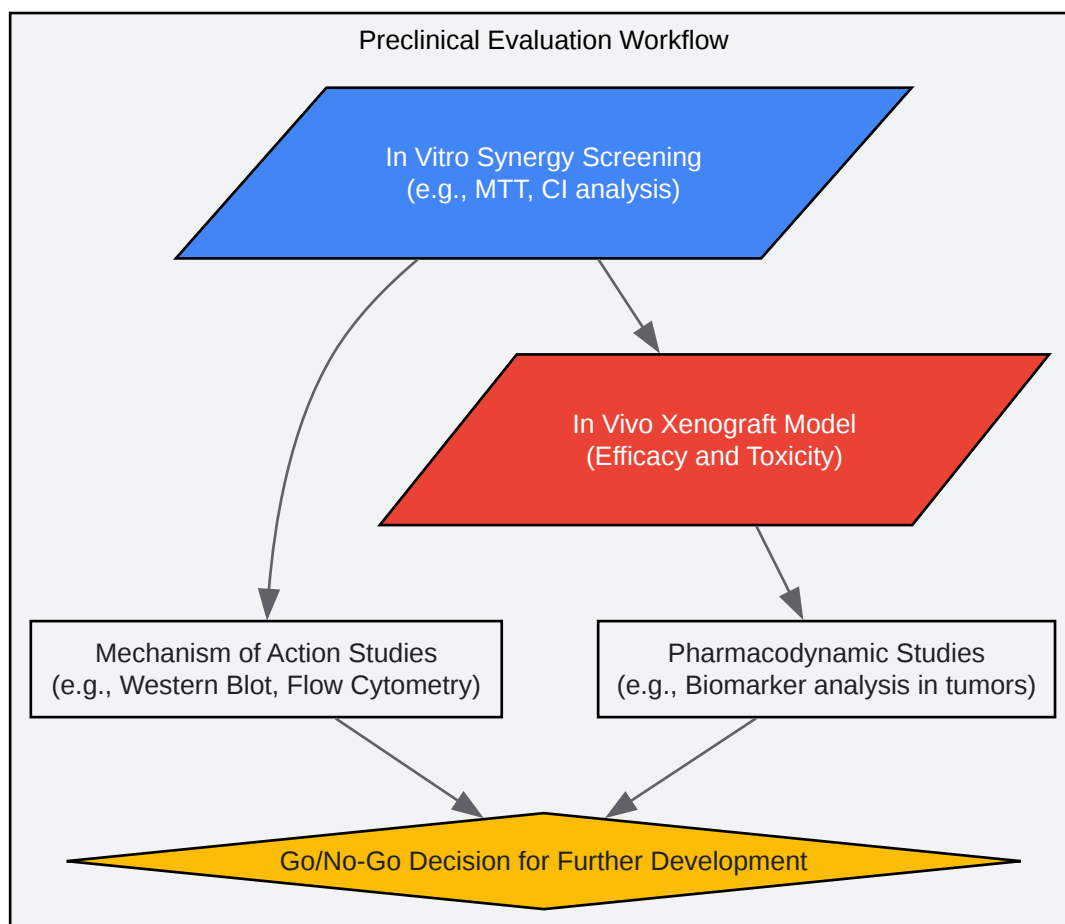 Preclinical Evaluation Workflow
In Vitro Synergy Screening
(e.g., MTT, CI analysis)
In Vivo Xenograft Model
(Efficacy and Toxicity)
Mechanism of Action Studies
(e.g., Western Blot, Flow Cytometry)
Pharmacodynamic Studies
(e.g., Biomarker analysis in tumors)
Go/No-Go Decision for Further Development